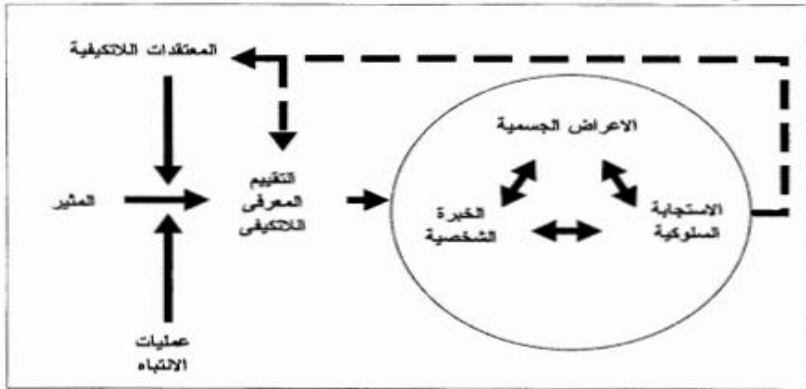 المعتقدات اللاتكيفية
الاعراض الجسمية
المثير
التقييم
المعرفى
اللاتكيفى
الخبرة
الشخصية
الاستجابة
السلوكية
عمليات
الانتباه